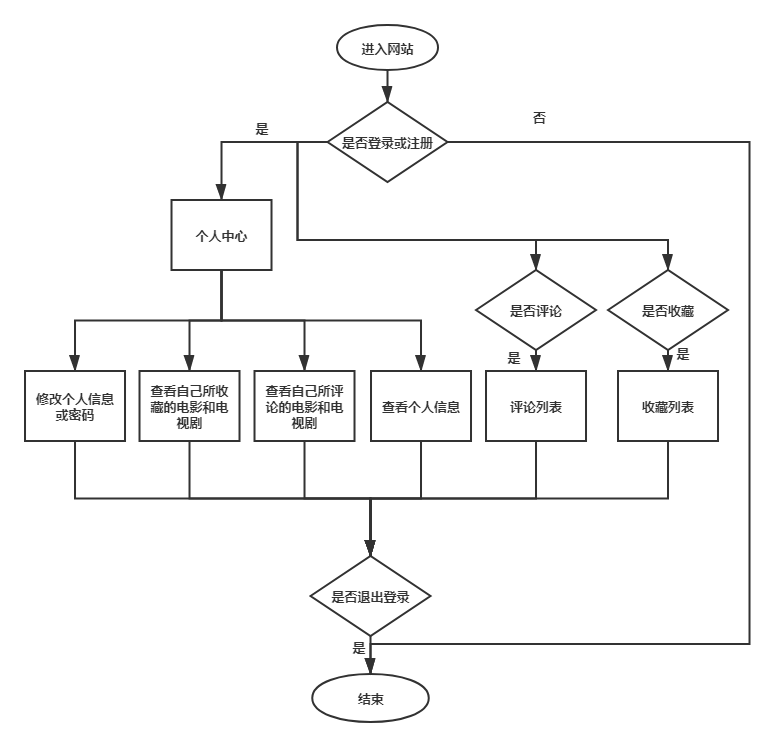 进入网站
是
否
是否登录或注册
个人中心
是否评论
是否收藏
是
是
修改个人信息
或密码
查看自己所收
藏的电影和电
视剧
查看自己所评
论的电影和电
视剧
查看个人信息
评论列表
收藏列表
是否退出登录
是
结束